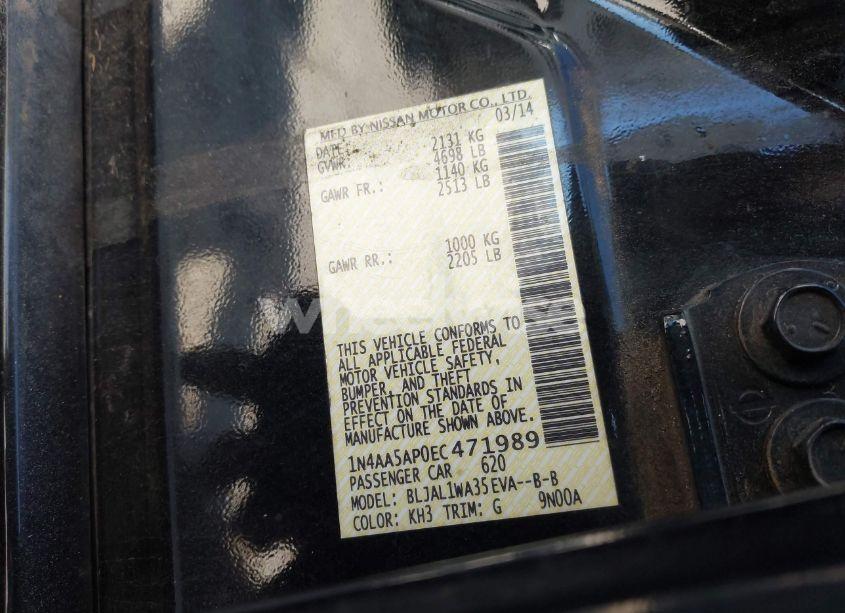 MFD BY NISSAN MOTOR CO., LTD.
DATE: 03/14
GVWR: 2131 KG
4698 LB
GAWR FR.: 1140 KG
2513 LB
GAWR RR.: 1000 KG
2205 LB
THIS VEHICLE CONFORMS TO
ALL APPLICABLE FEDERAL
MOTOR VEHICLE SAFETY,
BUMPER, AND THEFT
PREVENTION STANDARDS IN
EFFECT ON THE DATE OF
MANUFACTURE SHOWN ABOVE.
1N4AA5AP0EC471989
PASSENGER CAR 620
MODEL: BLJAL1WA35EVA--B-B
COLOR: KH3 TRIM: G 9N00A